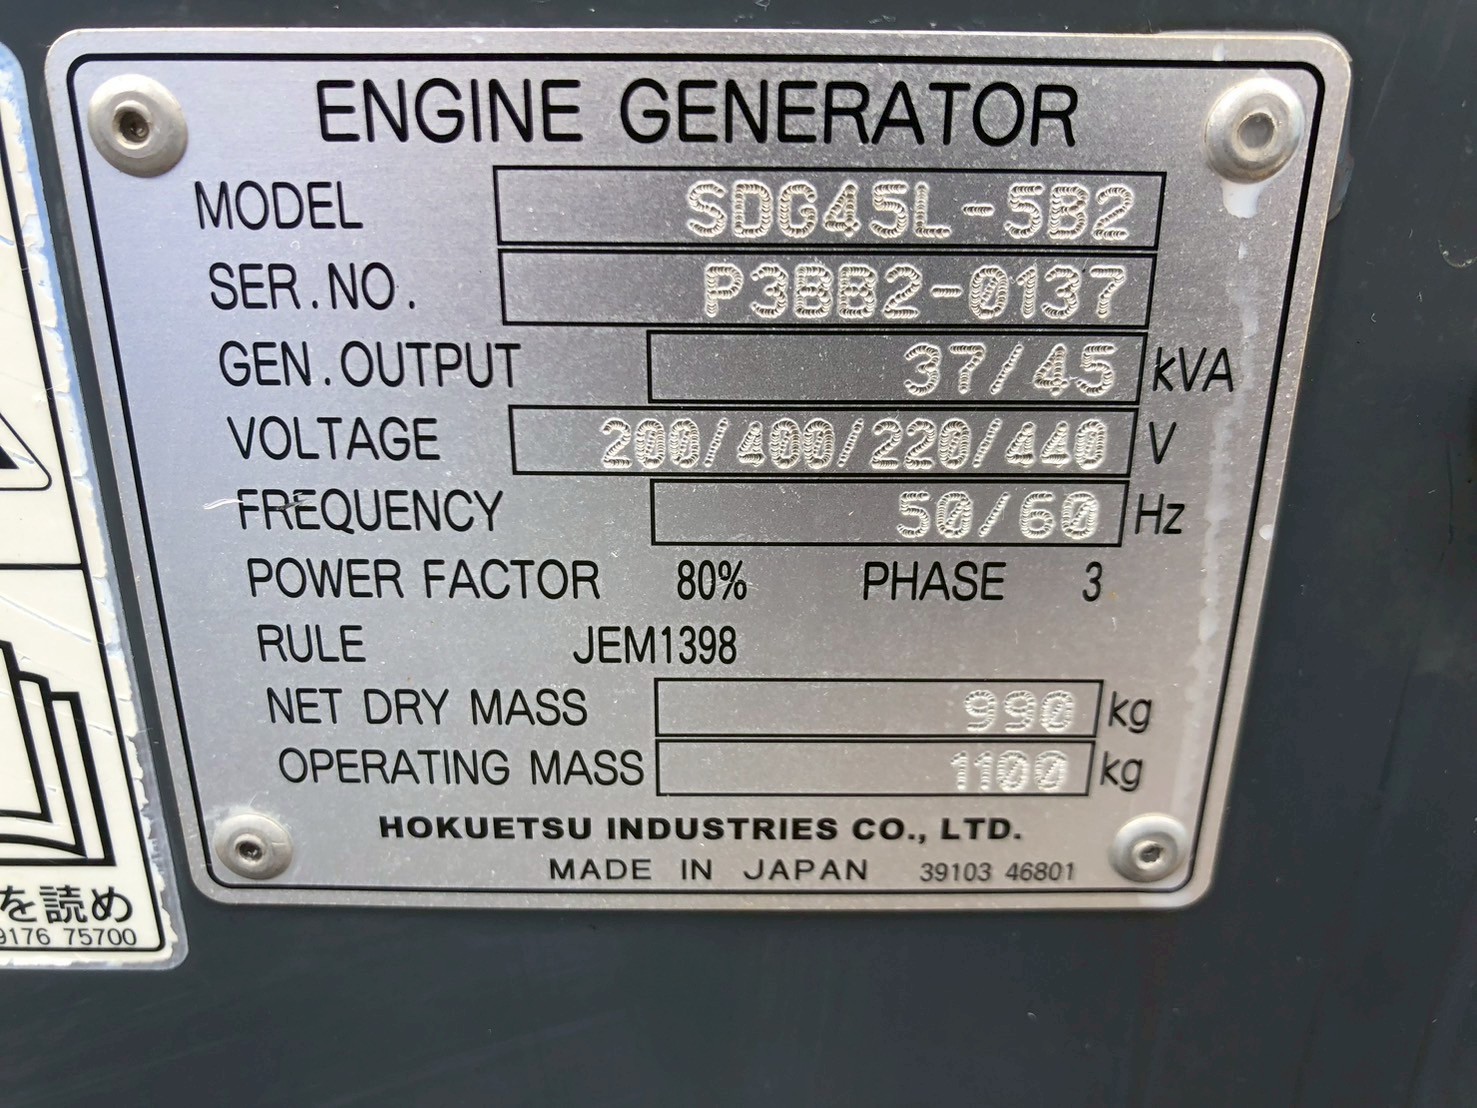 ENGINE GENERATOR
MODEL SDG45L-5B2
SER.NO. P3BB2-0137
GEN.OUTPUT 37/45 kVA
VOLTAGE 200/400/220/440 V
FREQUENCY 50/60 Hz
POWER FACTOR 80% PHASE 3
RULE JEM1398
NET DRY MASS 990 kg
OPERATING MASS 1100 kg
HOKUETSU INDUSTRIES CO., LTD.
MADE IN JAPAN 39103 46801
を読め
9176 75700